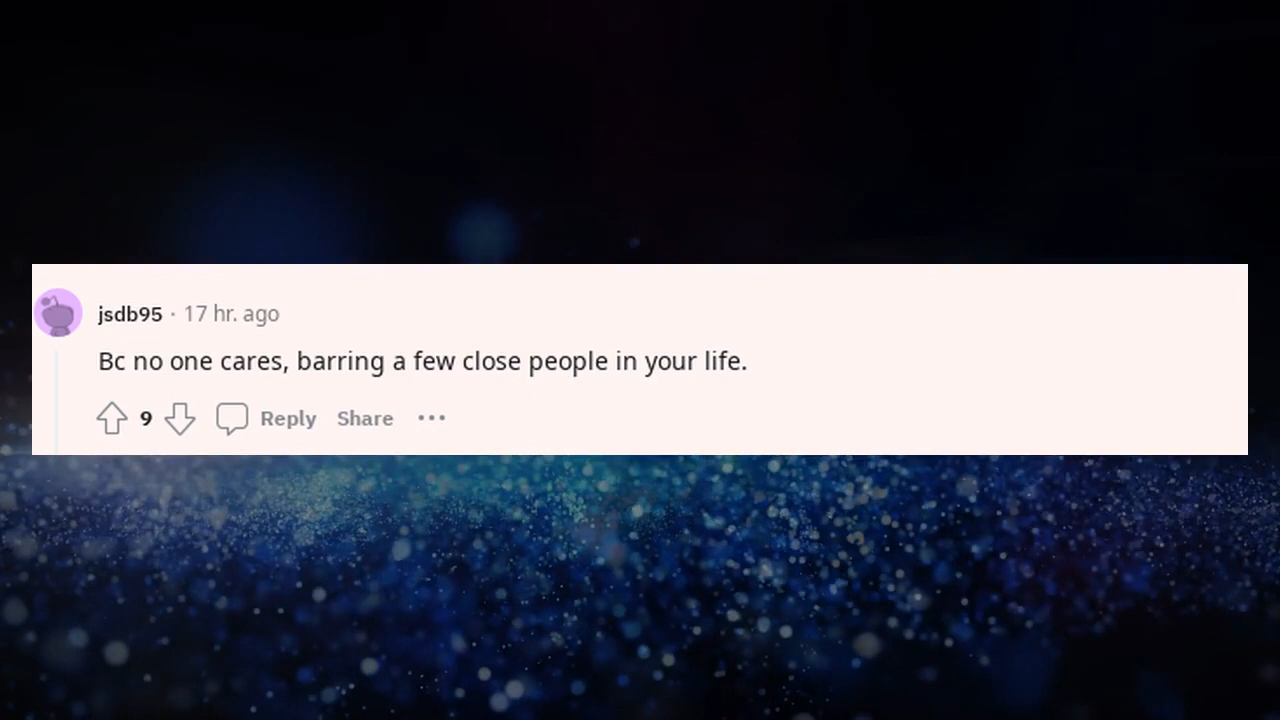 jsdb95 · 17 hr. ago
Bc no one cares, barring a few close people in your life.
9 Reply Share ···